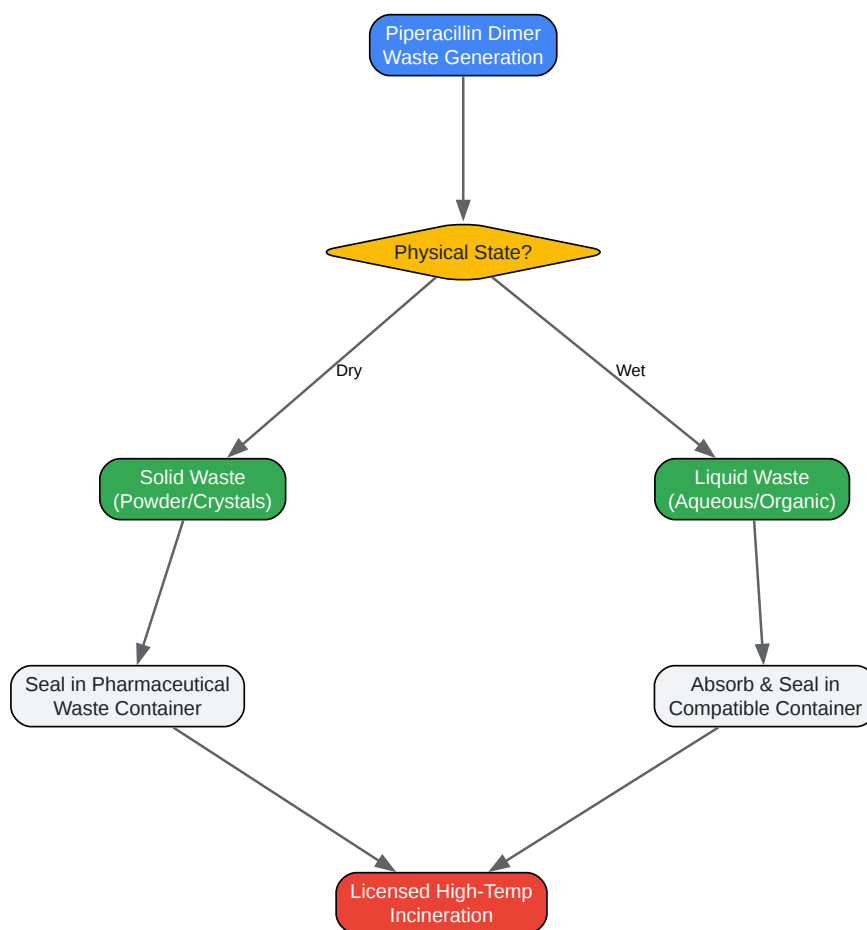 Piperacillin Dimer
Waste Generation
Physical State?
Dry
Wet
Solid Waste
(Powder/Crystals)
Liquid Waste
(Aqueous/Organic)
Seal in Pharmaceutical
Waste Container
Absorb & Seal in
Compatible Container
Licensed High-Temp
Incineration